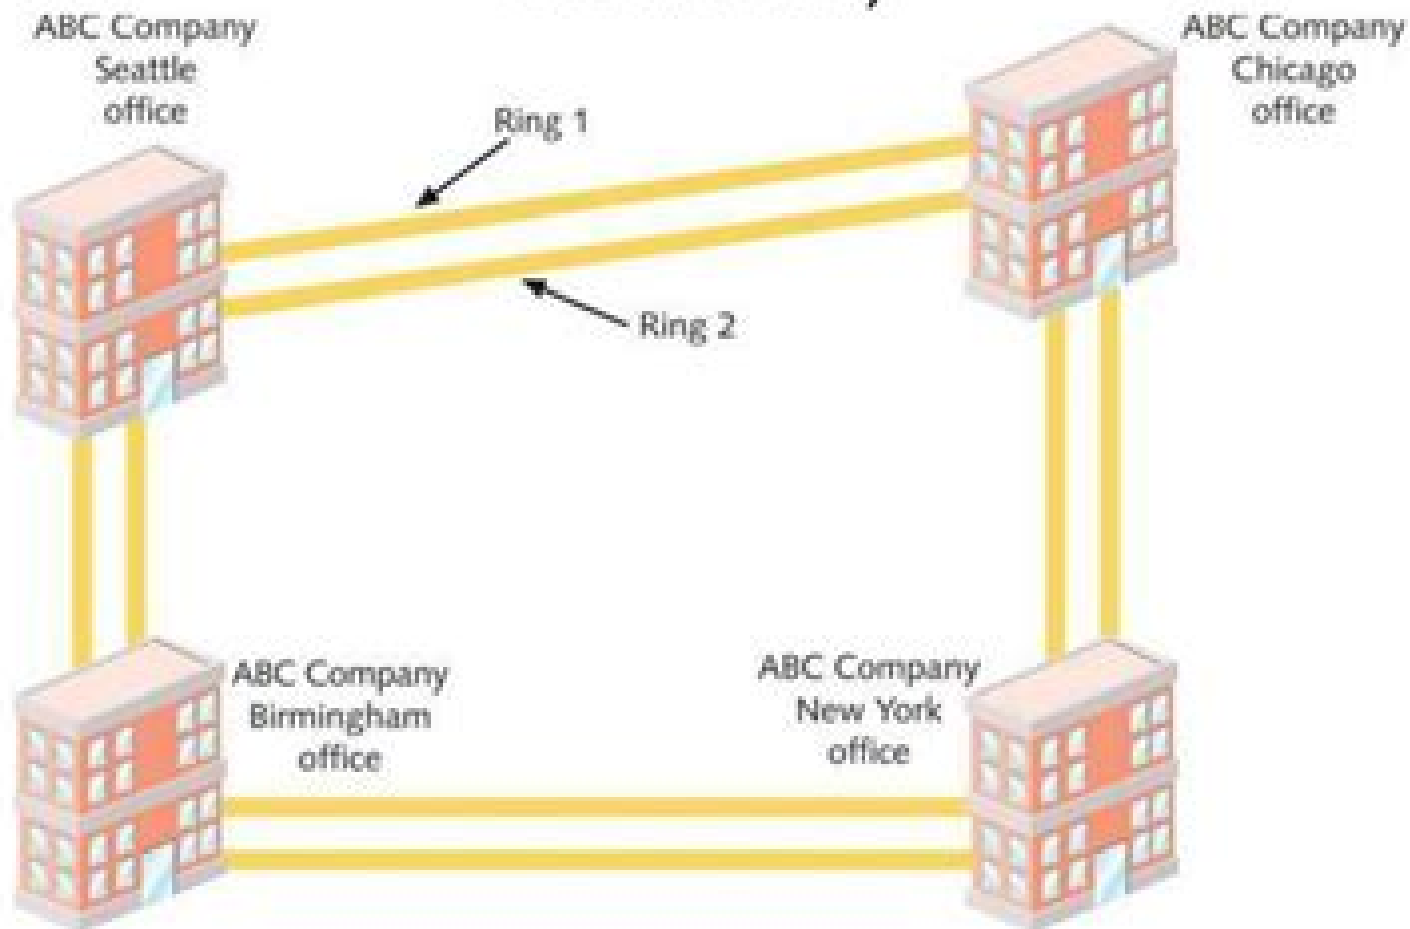 ABC Company
Seattle
office
ABC Company
Chicago
office
Ring 1
Ring 2
ABC Company
Birmingham
office
ABC Company
New York
office